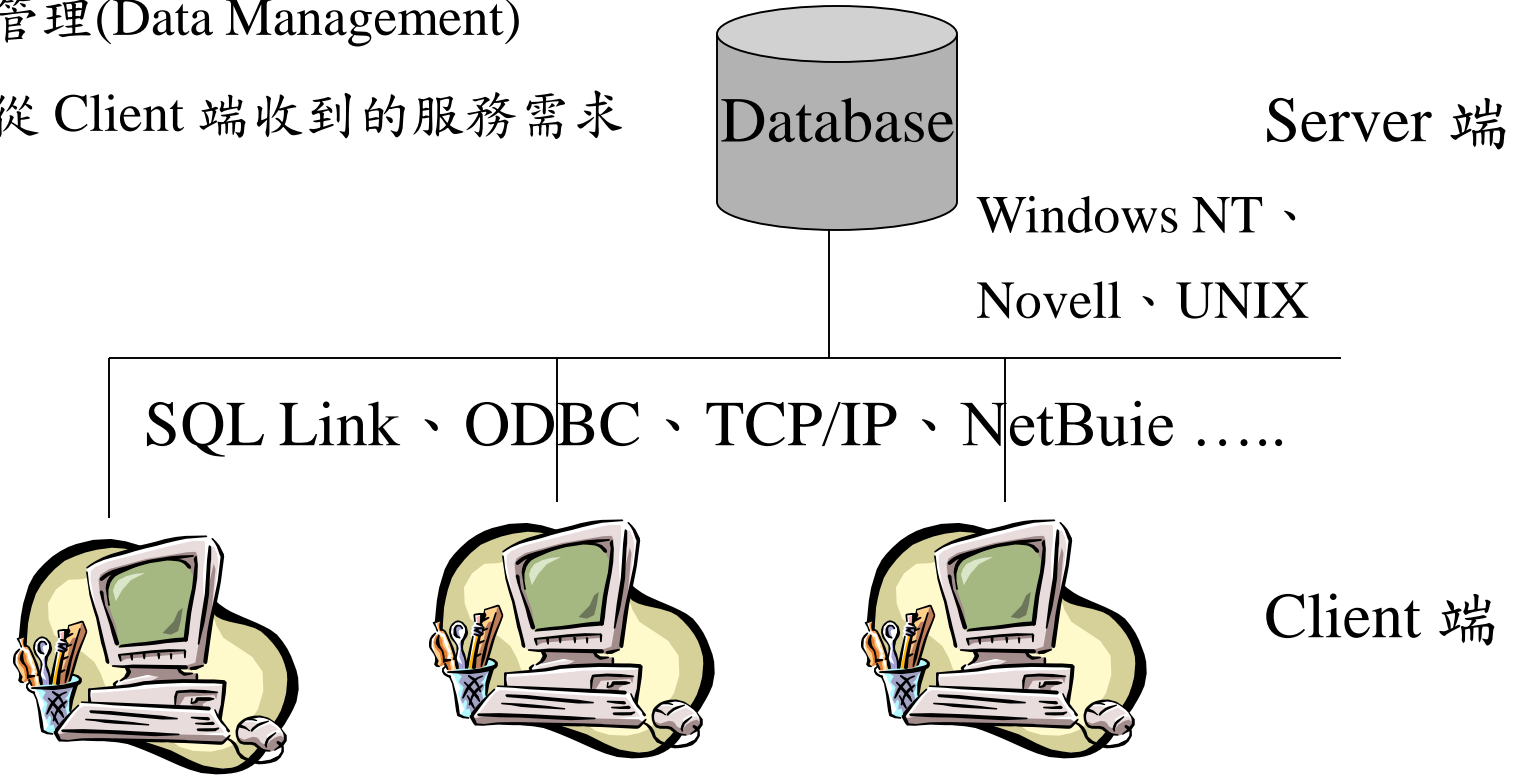 管理(Data Management)
從 Client 端收到的服務需求
Database
Server 端
Windows NT、
Novell、UNIX
SQL Link、ODBC、TCP/IP、NetBuie …..
Client 端